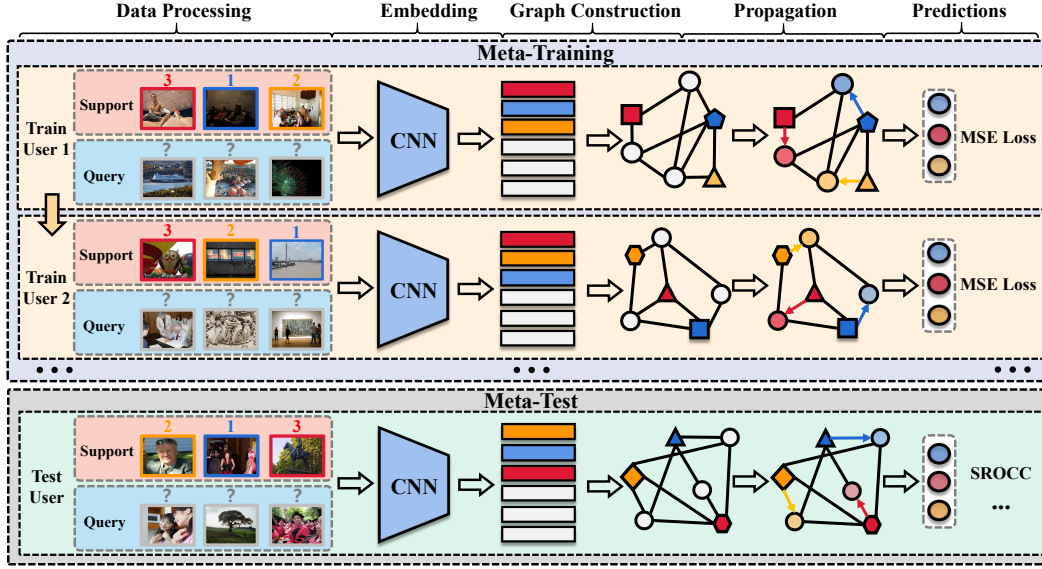 Data Processing Embedding Graph Construction Propagation Predictions
Meta-Training
Train User 1
Support
3 1 2
Query
? ? ?
CNN
MSE Loss
Train User 2
Support
3 2 1
Query
? ? ?
CNN
MSE Loss
... ... ...
Meta-Test
Test User
Support
2 1 3
Query
? ? ?
CNN
SROCC
...